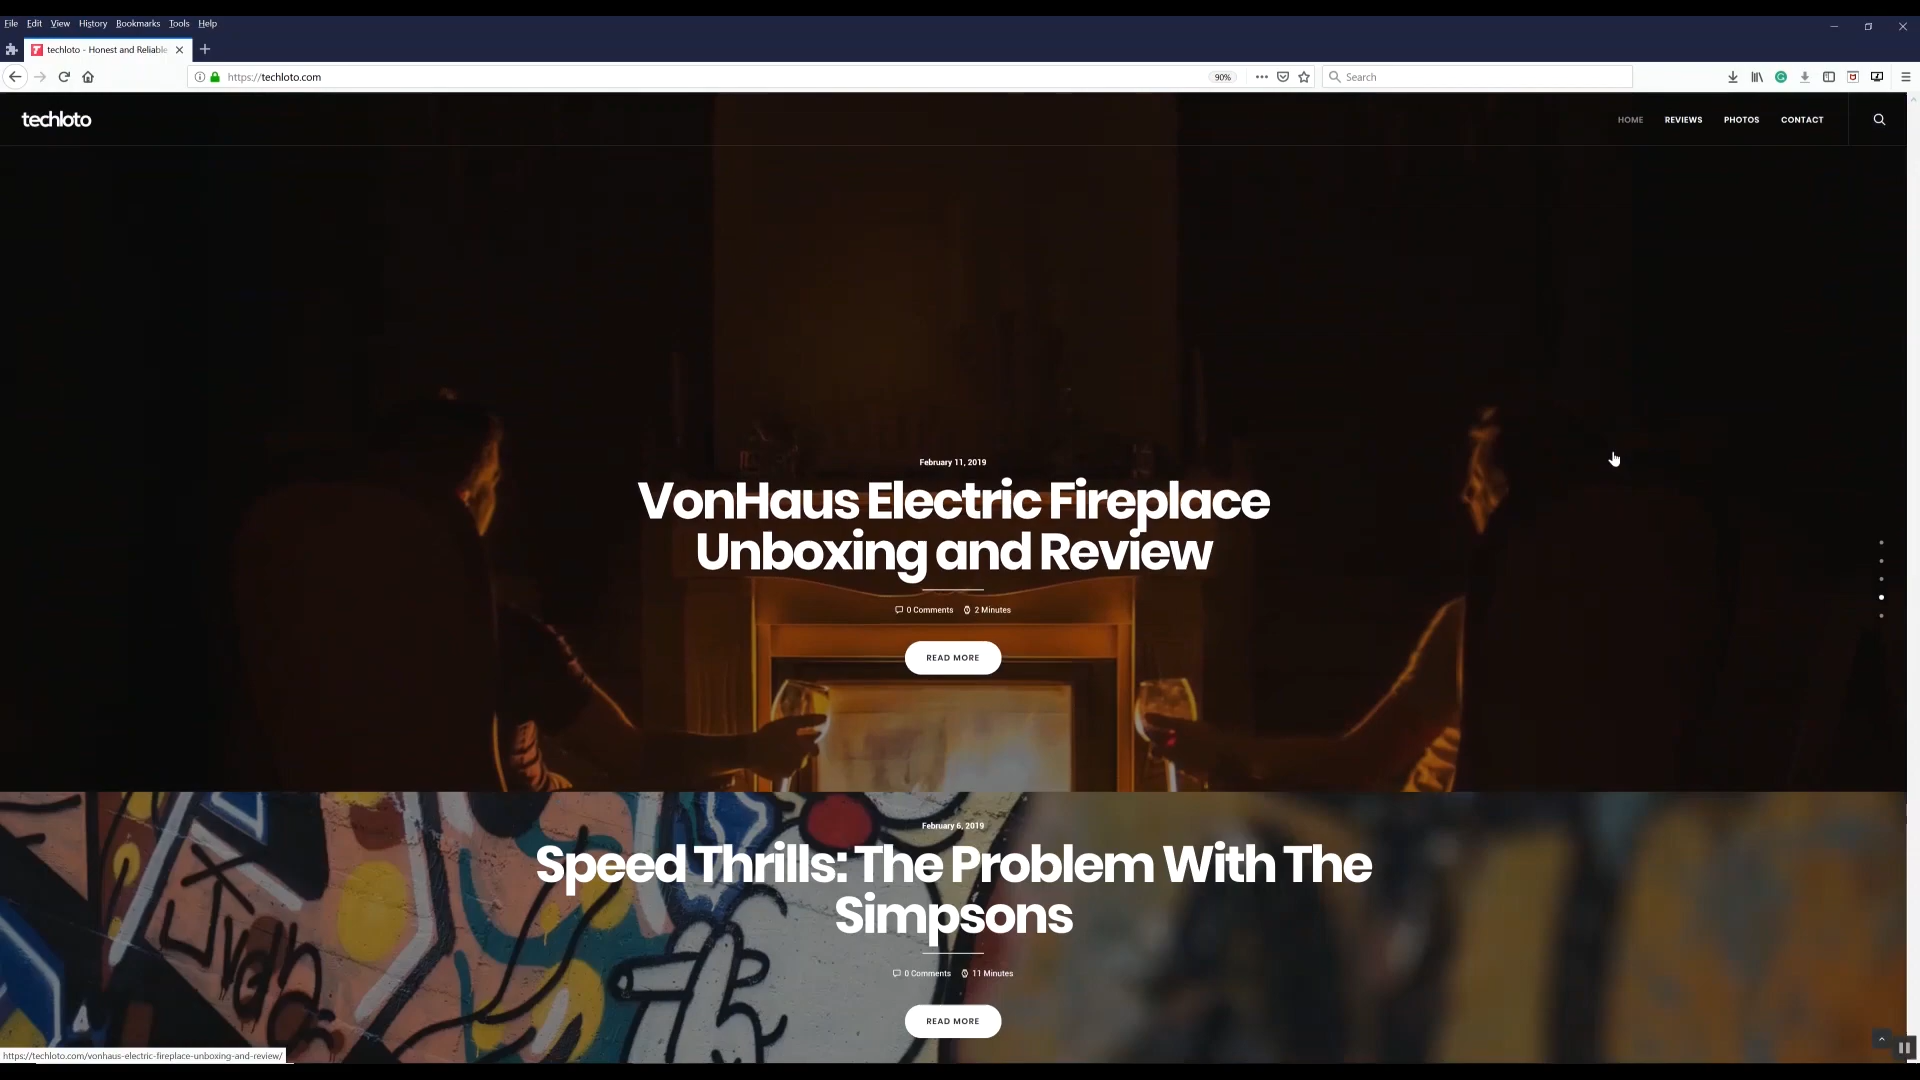 File Edit View History Bookmarks Tools Help
techloto - Honest and Reliable
https://techloto.com
90%
Search
techloto
HOME REVIEWS PHOTOS CONTACT
February 11, 2019
VonHaus Electric Fireplace
Unboxing and Review
0 Comments 2 Minutes
READ MORE
February 6, 2019
Speed Thrills: The Problem With The
Simpsons
0 Comments 11 Minutes
READ MORE
https://techloto.com/vonhaus-electric-fireplace-unboxing-and-review/